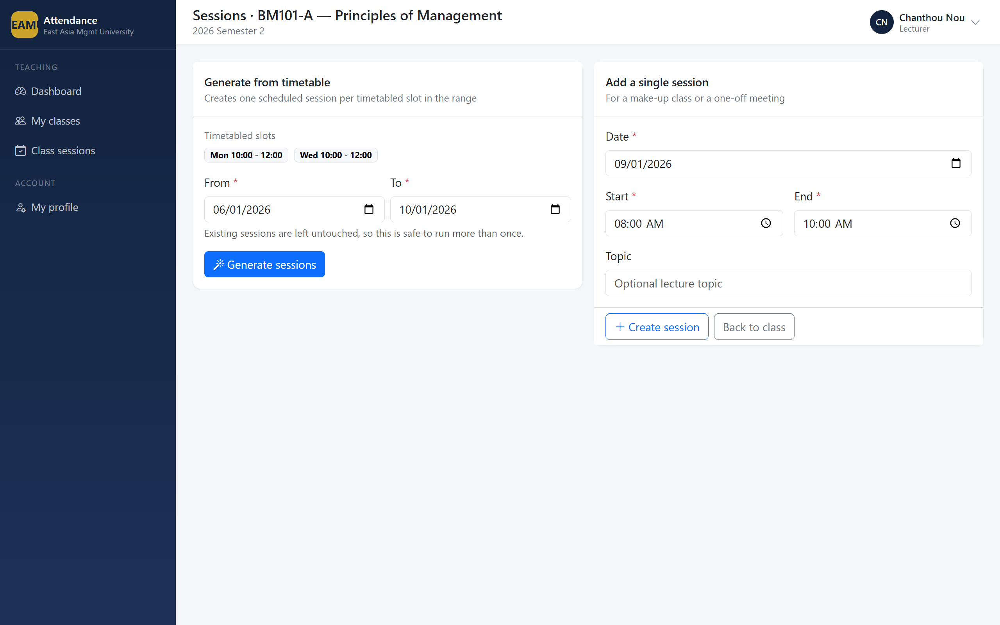 EAMU
Attendance
East Asia Mgmt University
TEACHING
Dashboard
My classes
Class sessions
ACCOUNT
My profile
Sessions · BM101-A — Principles of Management
2026 Semester 2
CN
Chanthou Nou
Lecturer
Generate from timetable
Creates one scheduled session per timetabled slot in the range
Timetabled slots
Mon 10:00 - 12:00 Wed 10:00 - 12:00
From * To *
06/01/2026 10/01/2026
Existing sessions are left untouched, so this is safe to run more than once.
Generate sessions
Add a single session
For a make-up class or a one-off meeting
Date *
09/01/2026
Start * End *
08:00 AM 10:00 AM
Topic
Optional lecture topic
Create session Back to class